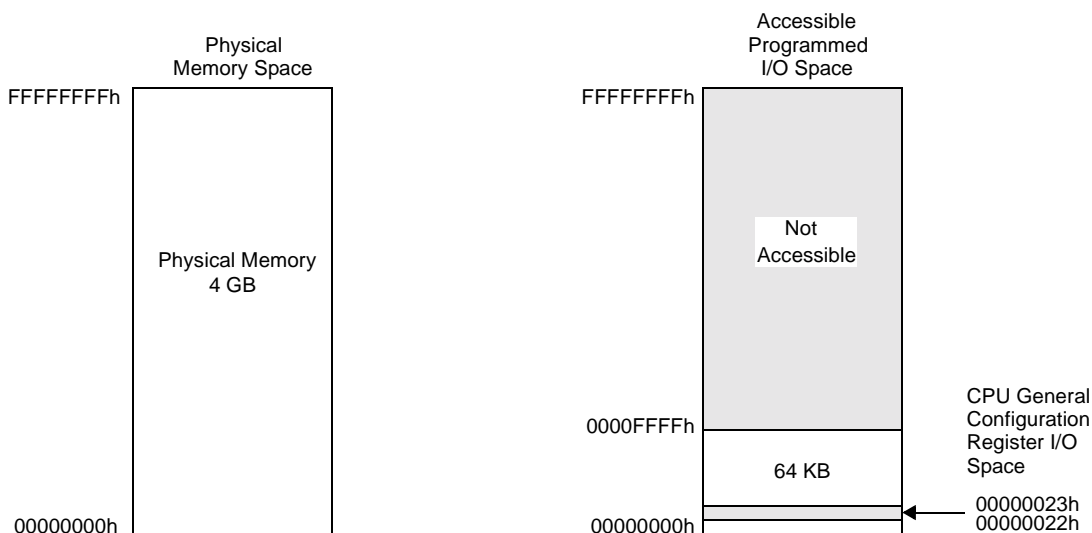 Physical
Memory Space
FFFFFFFFh
Physical Memory
4 GB
00000000h
Accessible
Programmed
I/O Space
FFFFFFFFh
Not
Accessible
0000FFFFh
64 KB
00000000h
CPU General
Configuration
Register I/O
Space
00000023h
00000022h